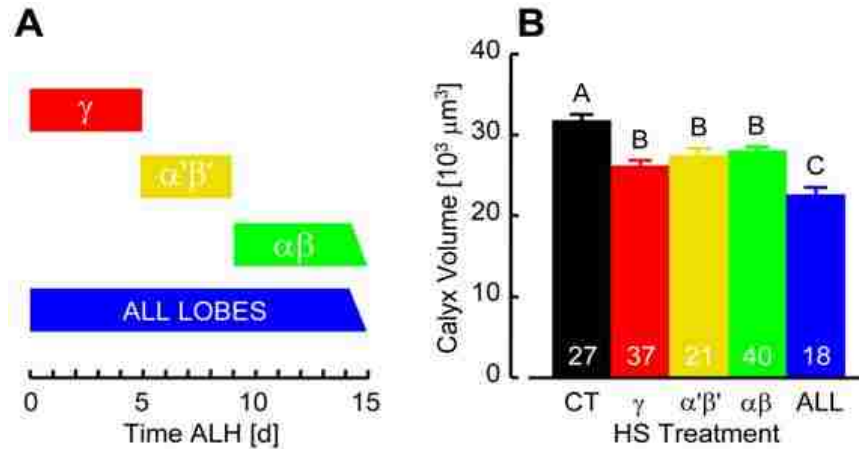 A
γ
α'β'
αβ
ALL LOBES
0 5 10 15
Time ALH [d]
B
Calyx Volume [10³ μm³]
40
30
20
10
0
A
B
B
B
C
27 37 21 40 18
CT γ α'β' αβ ALL
HS Treatment